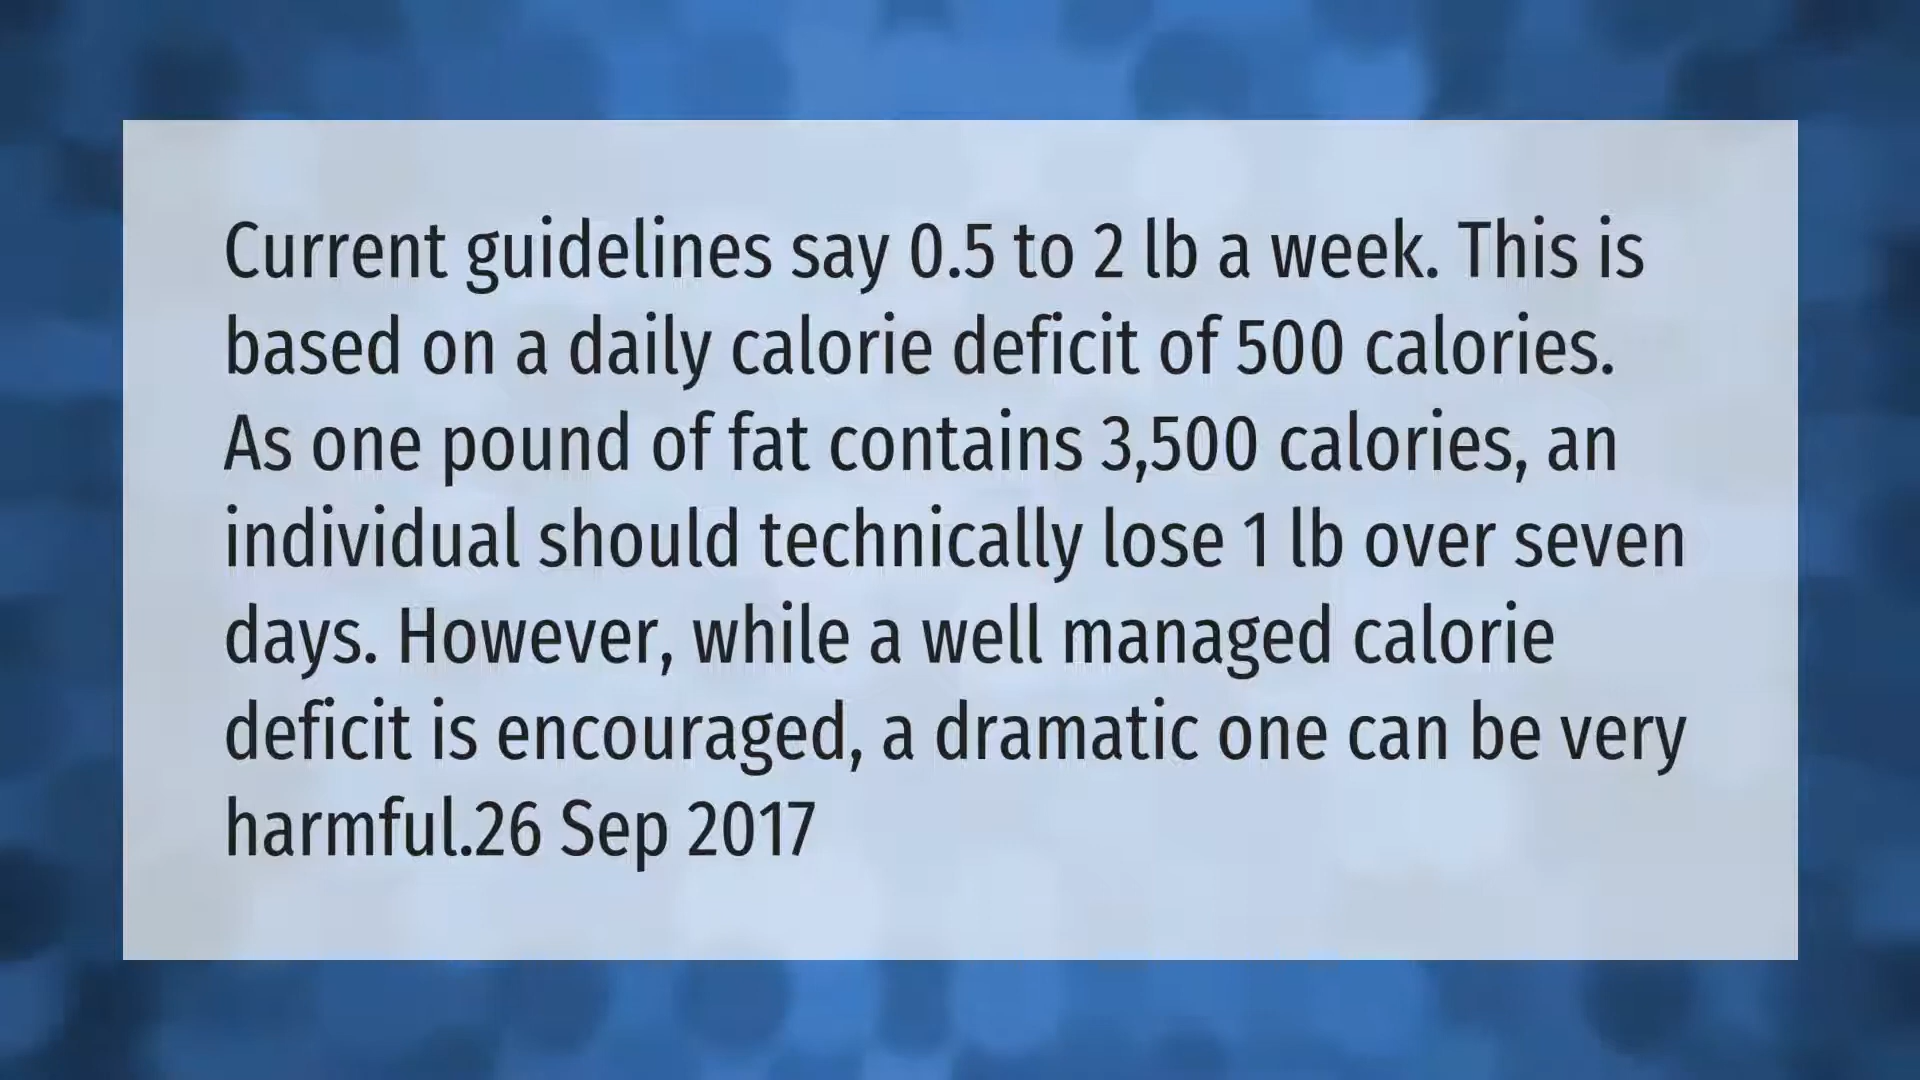 Current guidelines say 0.5 to 2 lb a week. This is
based on a daily calorie deficit of 500 calories.
As one pound of fat contains 3,500 calories, an
individual should technically lose 1 lb over seven
days. However, while a well managed calorie
deficit is encouraged, a dramatic one can be very
harmful.26 Sep 2017